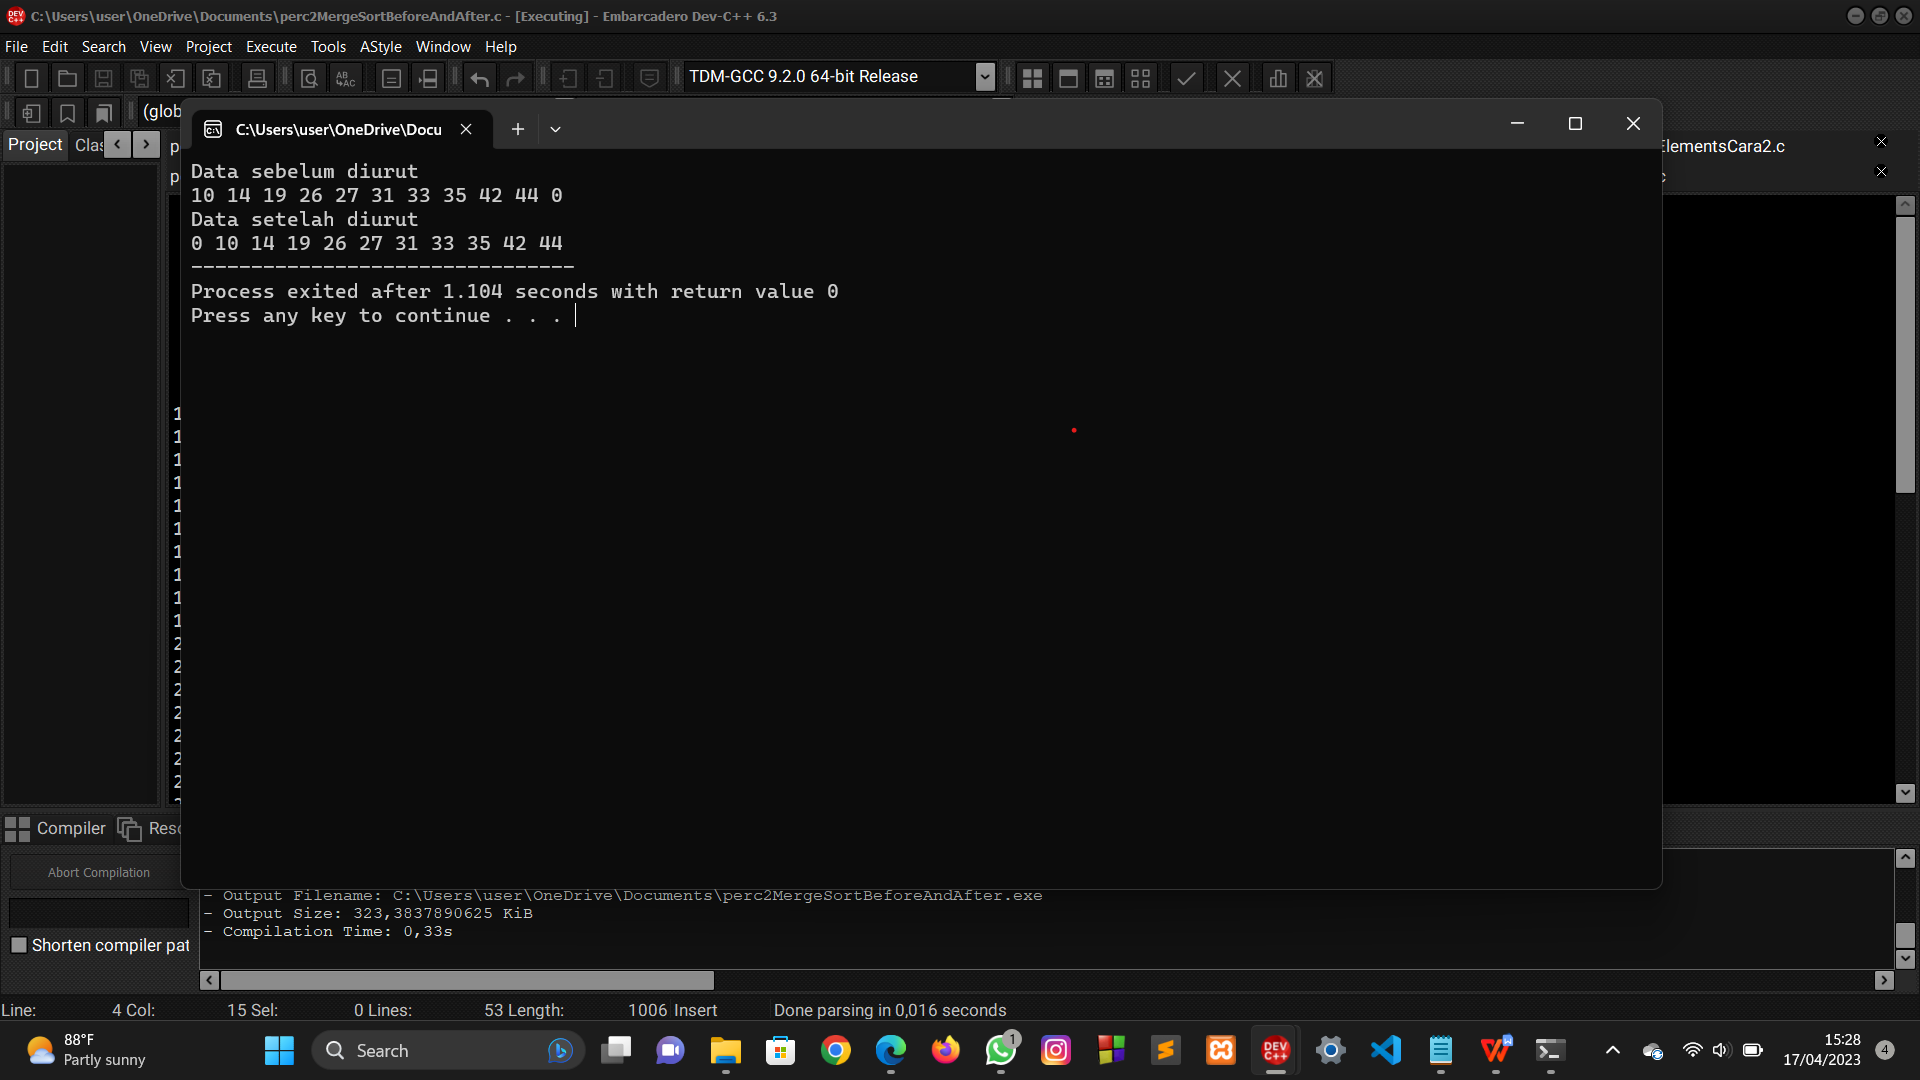 C:\Users\user\OneDrive\Documents\perc2MergeSortBeforeAndAfter.c - [Executing] - Embarcadero Dev-C++ 6.3
File Edit Search View Project Execute Tools AStyle Window Help
TDM-GCC 9.2.0 64-bit Release
(glob
Project Clas
C:\Users\user\OneDrive\Docu
ElementsCara2.c
Data sebelum diurut
10 14 19 26 27 31 33 35 42 44 0
Data setelah diurut
0 10 14 19 26 27 31 33 35 42 44
--------------------------------
Process exited after 1.104 seconds with return value 0
Press any key to continue . . .
Compiler Reso
Abort Compilation
Shorten compiler pat
- Output Filename: C:\Users\user\OneDrive\Documents\perc2MergeSortBeforeAndAfter.exe
- Output Size: 323,3837890625 KiB
- Compilation Time: 0,33s
Line: 4 Col: 15 Sel: 0 Lines: 53 Length: 1006 Insert Done parsing in 0,016 seconds
88°F
Partly sunny
Search
1
DEV C++
15:28
17/04/2023
4